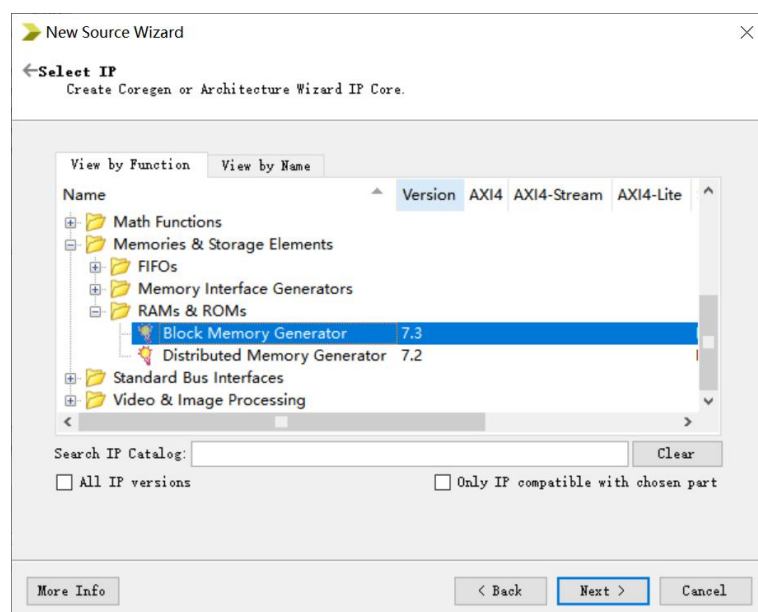 New Source Wizard
Select IP
Create Coregen or Architecture Wizard IP Core.
View by Function View by Name
Name Version AXI4 AXI4-Stream AXI4-Lite
Math Functions
Memories & Storage Elements
FIFOs
Memory Interface Generators
RAMs & ROMs
Block Memory Generator 7.3
Distributed Memory Generator 7.2
Standard Bus Interfaces
Video & Image Processing
Search IP Catalog: Clear
All IP versions Only IP compatible with chosen part
More Info < Back Next > Cancel